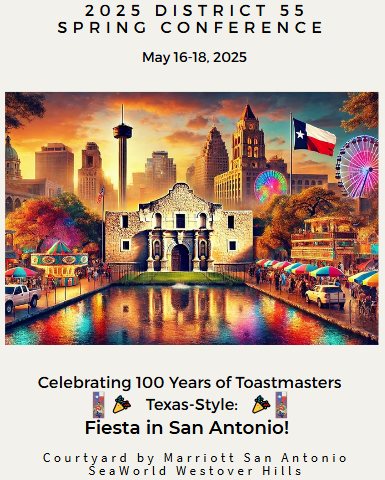 2025 DISTRICT 55
SPRING CONFERENCE
May 16-18, 2025
Celebrating 100 Years of Toastmasters
Texas-Style:
Fiesta in San Antonio!
Courtyard by Marriott San Antonio
SeaWorld Westover Hills